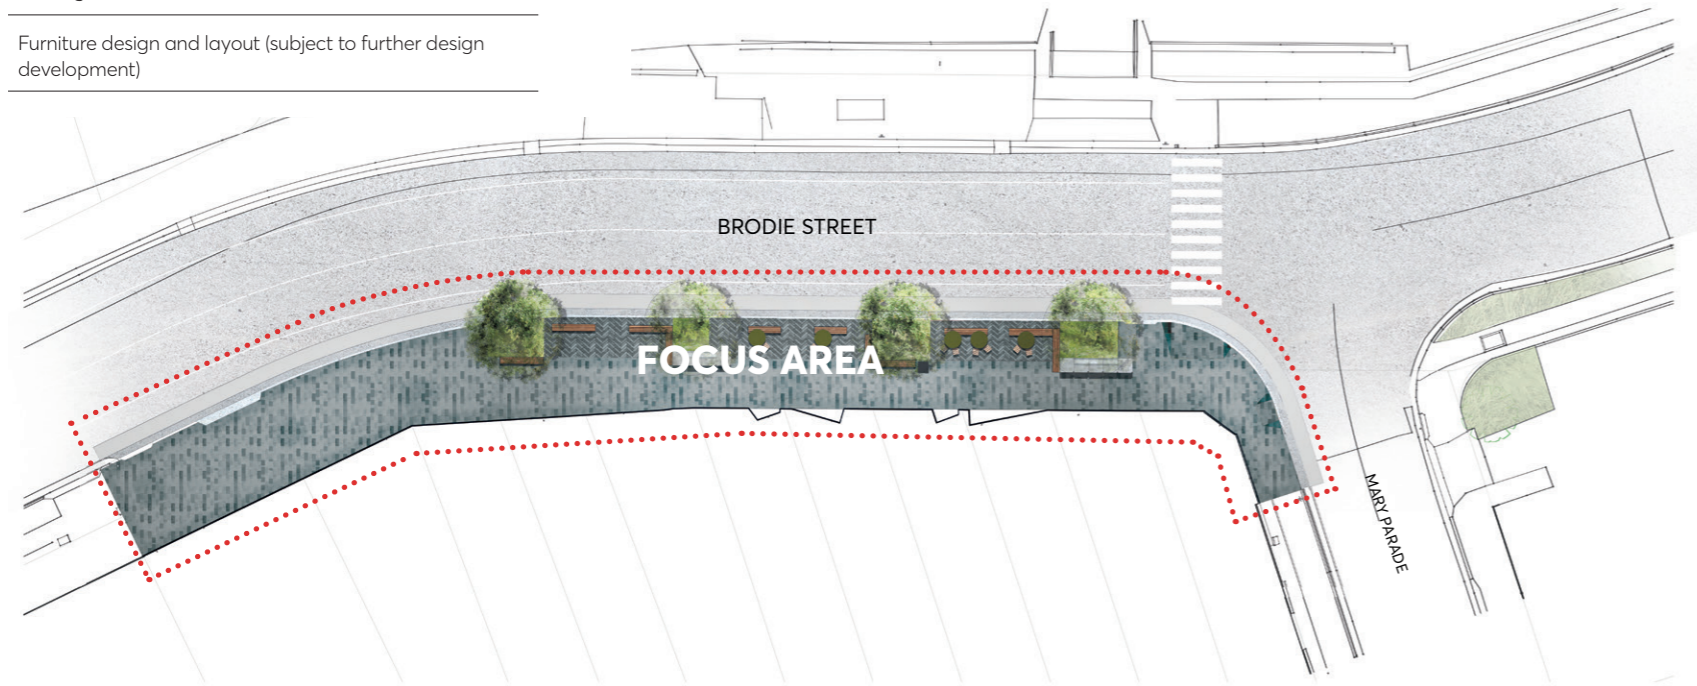 Furniture design and layout (subject to further design
development)
BRODIE STREET
FOCUS AREA
MARY PARADE